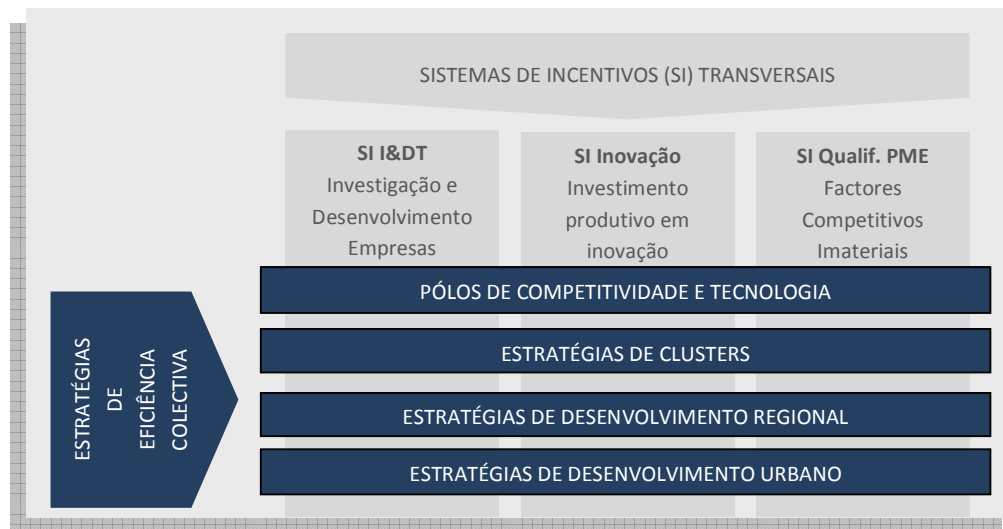 SISTEMAS DE INCENTIVOS (SI) TRANSVERSAIS
SI I&DT
Investigação e
Desenvolvimento
Empresas
SI Inovação
Investimento
produtivo em
inovação
SI Qualif. PME
Factores
Competitivos
Imateriais
ESTRATÉGIAS
DE
EFICIÊNCIA
COLECTIVA
PÓLOS DE COMPETITIVIDADE E TECNOLOGIA
ESTRATÉGIAS DE CLUSTERS
ESTRATÉGIAS DE DESENVOLVIMENTO REGIONAL
ESTRATÉGIAS DE DESENVOLVIMENTO URBANO